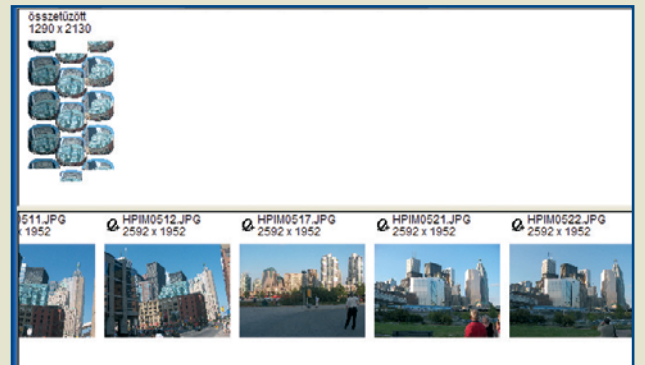 összetűzött
1290 x 2130
0511.JPG
x 1952
HPIM0512.JPG
2592 x 1952
HPIM0517.JPG
2592 x 1952
HPIM0521.JPG
2592 x 1952
HPIM0522.JPG
2592 x 1952